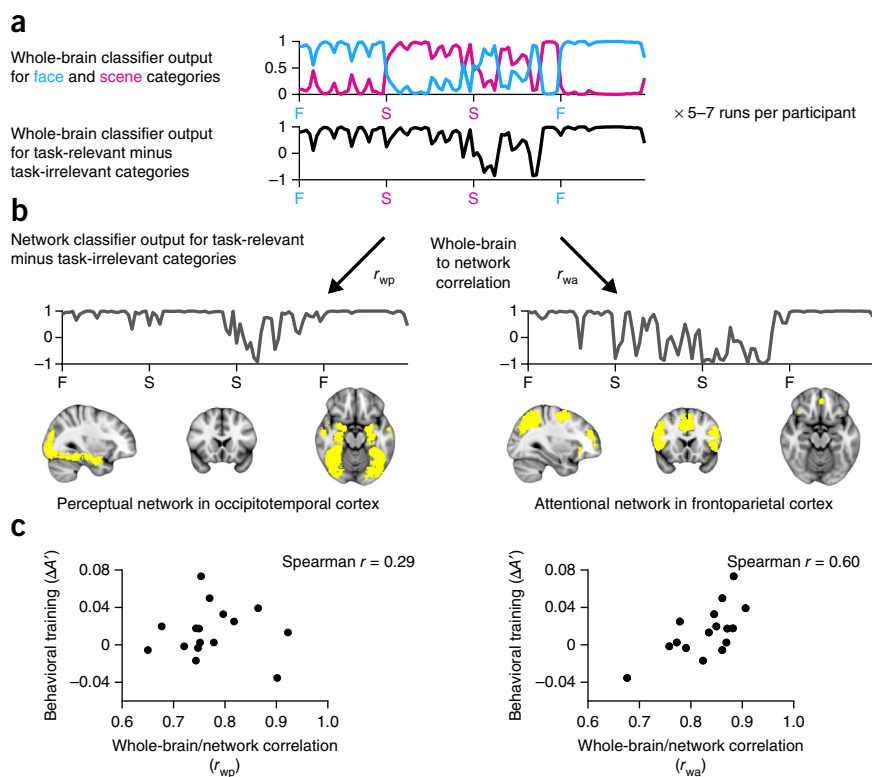 a
Whole-brain classifier output
for face and scene categories
1
0.5
0
F S S F
× 5–7 runs per participant
Whole-brain classifier output
for task-relevant minus
task-irrelevant categories
1
−1
F S S F
b
Network classifier output for task-relevant
minus task-irrelevant categories
Whole-brain
to network
correlation
rwp
rwa
1
0
−1
F S S F
1
0
−1
F S S F
Perceptual network in occipitotemporal cortex
Attentional network in frontoparietal cortex
c
Spearman r = 0.29
Behavioral training (ΔA′)
0.08
0.04
0
−0.04
0.6 0.7 0.8 0.9 1.0
Whole-brain/network correlation
(rwp)
Spearman r = 0.60
Behavioral training (ΔA′)
0.08
0.04
0
−0.04
0.6 0.7 0.8 0.9 1.0
Whole-brain/network correlation
(rwa)